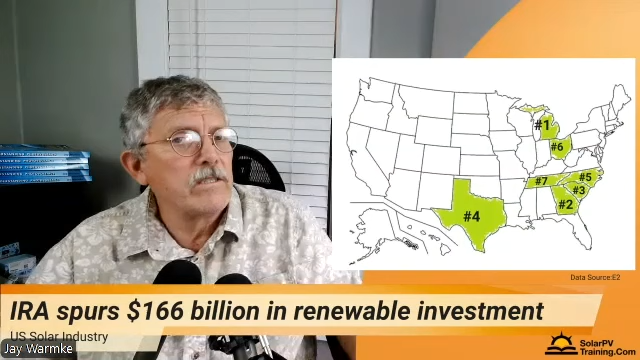 #1
#6
#7
#5
#3
#2
#4
Data Source:E2
IRA spurs $166 billion in renewable investment
US Solar Industry
Jay Warmke
SolarPV
Training.Com